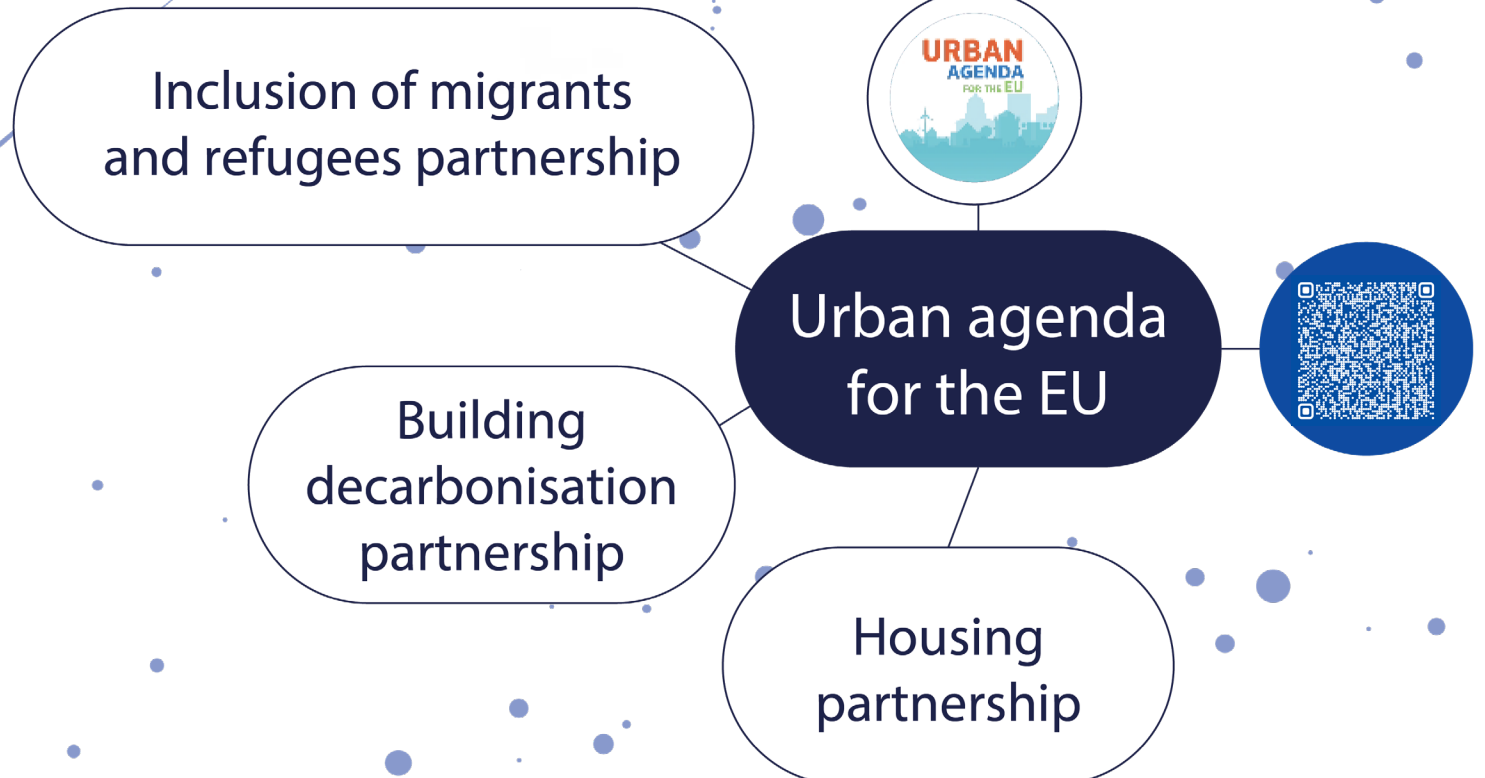 Inclusion of migrants
and refugees partnership
URBAN
AGENDA
FOR THE EU
Urban agenda
for the EU
Building
decarbonisation
partnership
Housing
partnership